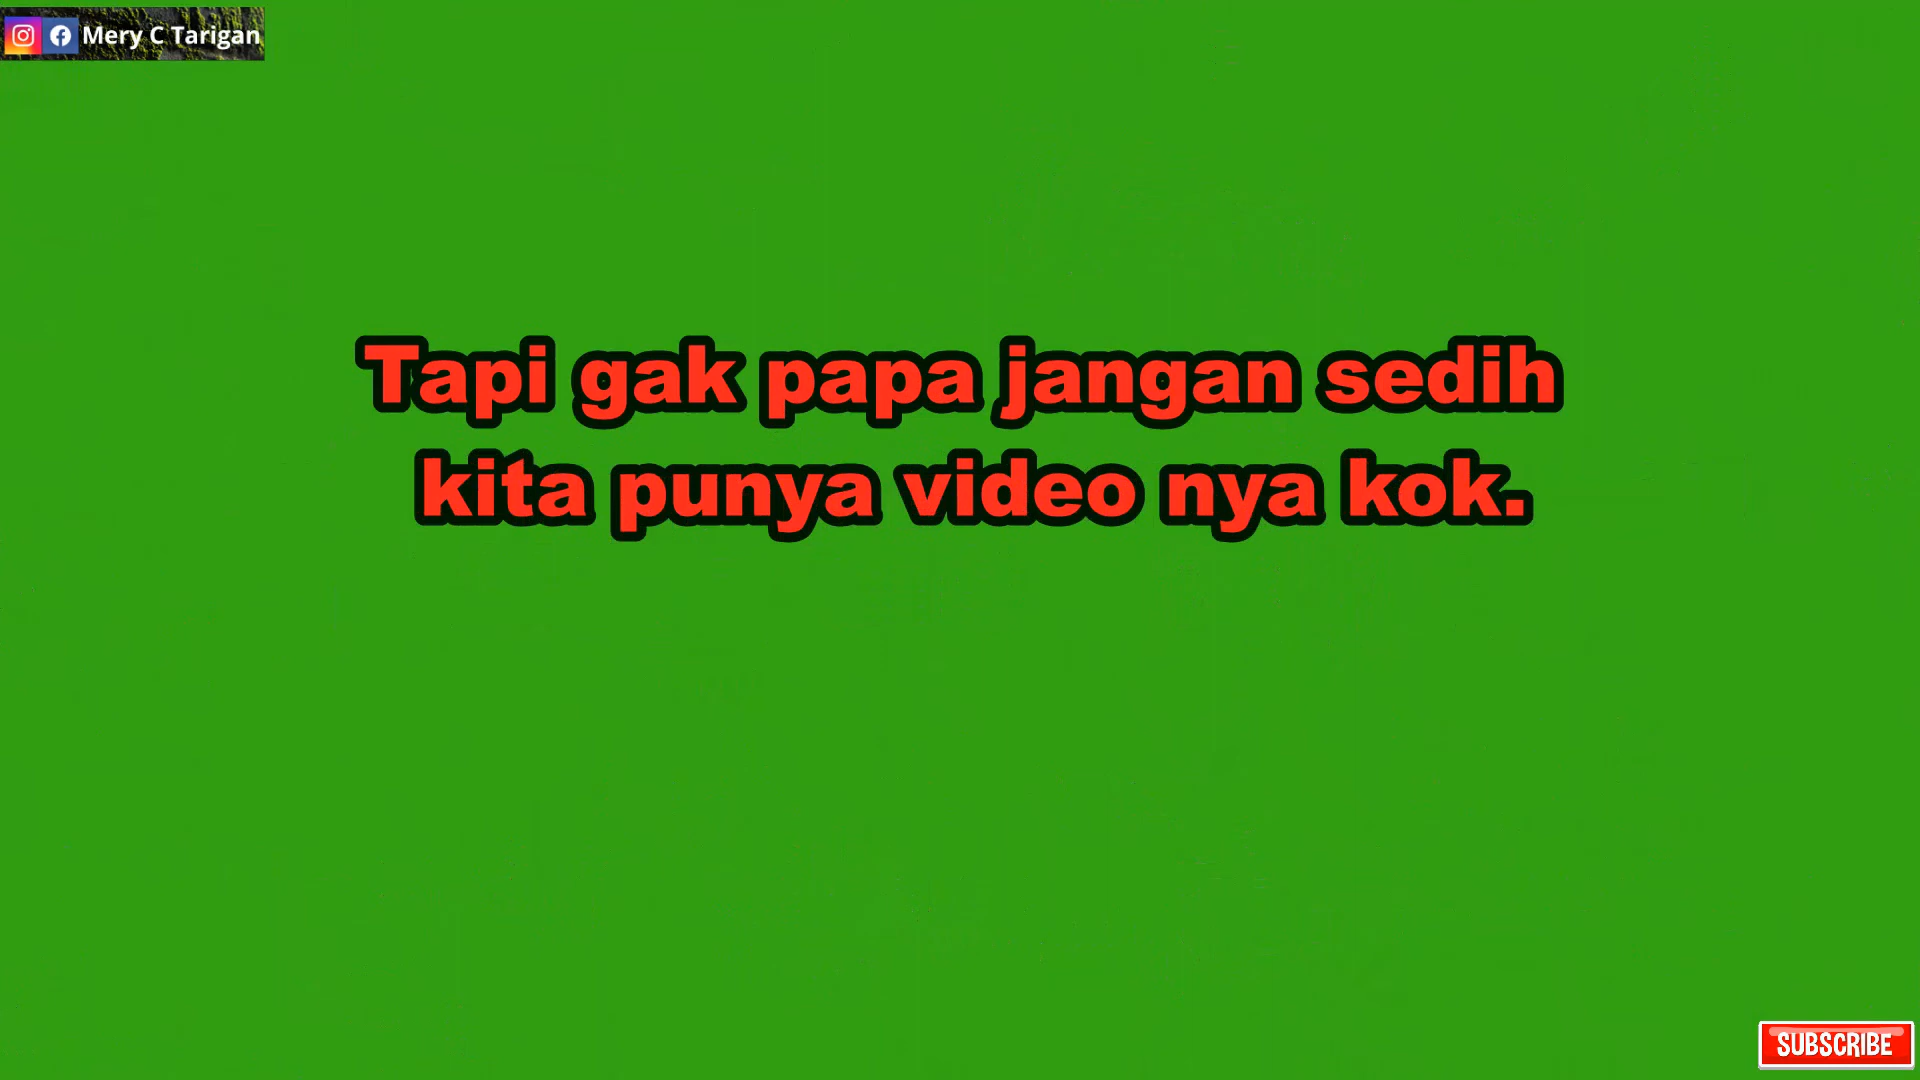 Mery C Tarigan
Tapi gak papa jangan sedih
kita punya video nya kok.
SUBSCRIBE